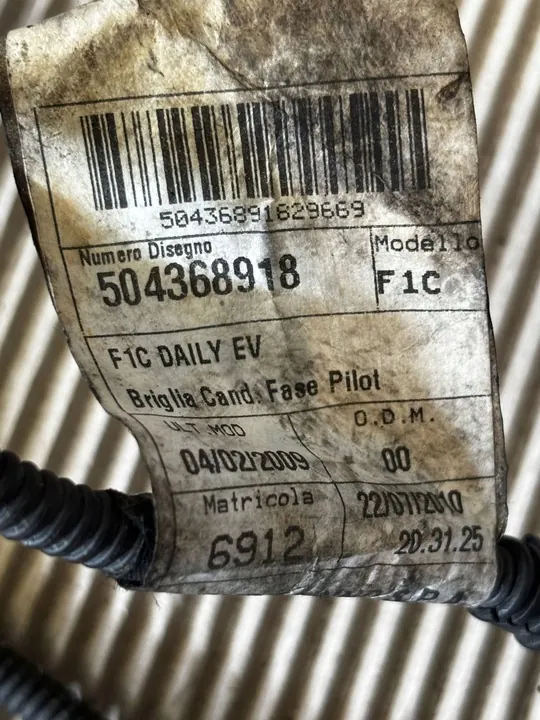 50436891829669
Numero Disegno
504368918
Modello
F1C
F1C DAILY EV
Briglia Cand. Fase Pilot
ULT MOD
04/02/2009
O.D.M.
00
Matricola
6912
22/07/2010
20.31.25